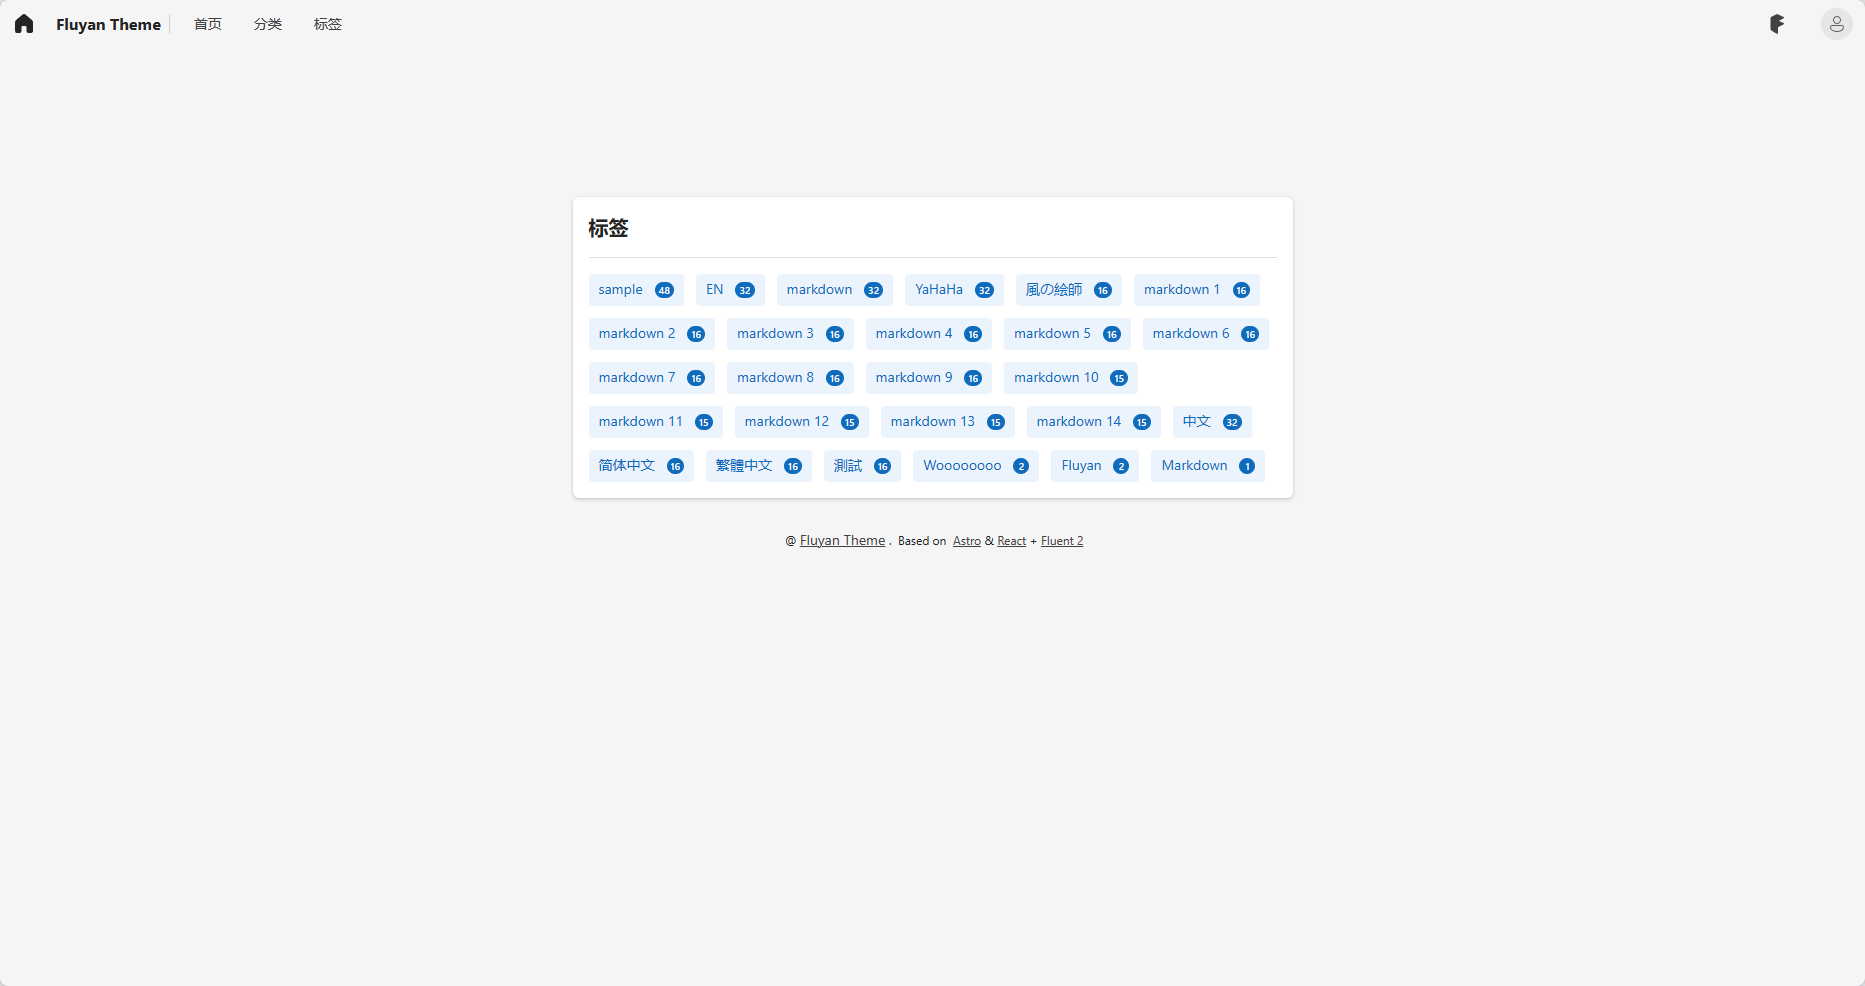 Fluyan Theme 首页 分类 标签
标签
sample 48 EN 32 markdown 32 YaHaHa 32 風の絵師 16 markdown 1 16
markdown 2 16 markdown 3 16 markdown 4 16 markdown 5 16 markdown 6 16
markdown 7 16 markdown 8 16 markdown 9 16 markdown 10 15
markdown 11 15 markdown 12 15 markdown 13 15 markdown 14 15 中文 32
简体中文 16 繁體中文 16 測試 16 Woooooooo 2 Fluyan 2 Markdown 1
@ Fluyan Theme . Based on Astro & React + Fluent 2